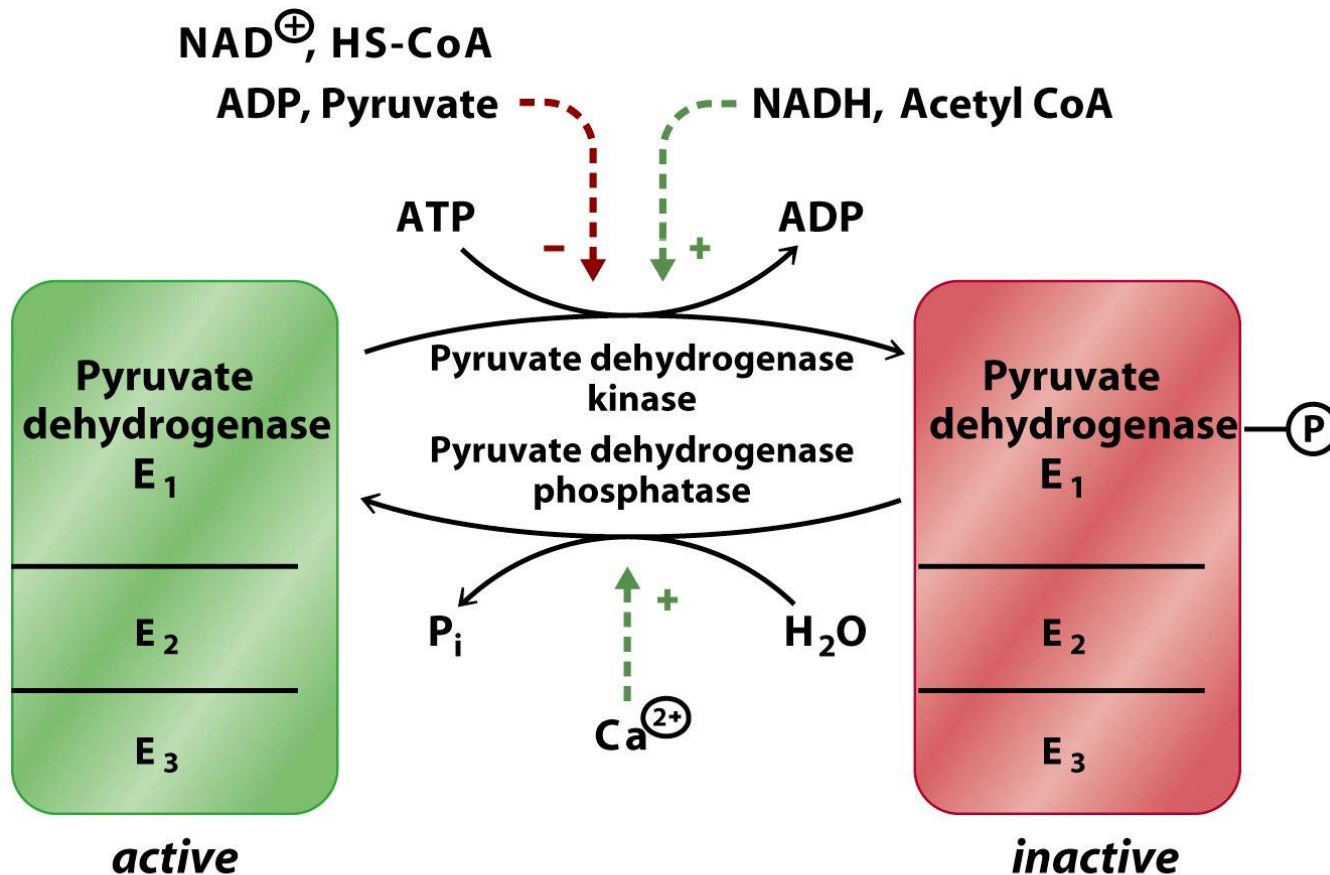 NAD⊕, HS-CoA
ADP, Pyruvate
NADH, Acetyl CoA
ATP
ADP
− +
Pyruvate
dehydrogenase
E₁
E₂
E₃
active
Pyruvate dehydrogenase
kinase
Pyruvate dehydrogenase
phosphatase
Pᵢ
+
H₂O
Ca²⁺
Pyruvate
dehydrogenase
E₁
P
E₂
E₃
inactive